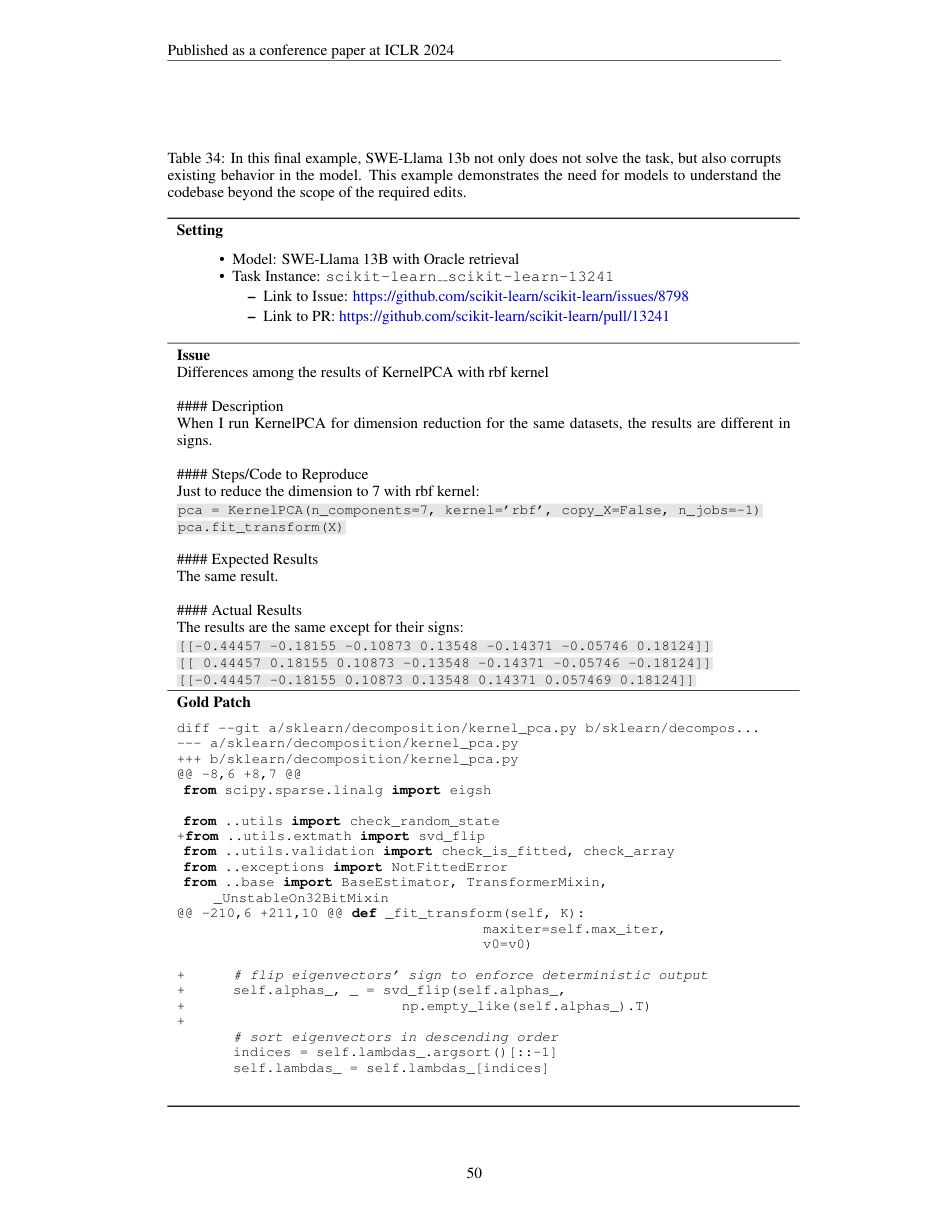 Published as a conference paper at ICLR 2024
Table 34: In this final example, SWE-Llama 13b not only does not solve the task, but also corrupts
existing behavior in the model. This example demonstrates the need for models to understand the
codebase beyond the scope of the required edits.
Setting
• Model: SWE-Llama 13B with Oracle retrieval
• Task Instance: scikit-learn__scikit-learn-13241
– Link to Issue: https://github.com/scikit-learn/scikit-learn/issues/8798
– Link to PR: https://github.com/scikit-learn/scikit-learn/pull/13241
Issue
Differences among the results of KernelPCA with rbf kernel
#### Description
When I run KernelPCA for dimension reduction for the same datasets, the results are different in
signs.
#### Steps/Code to Reproduce
Just to reduce the dimension to 7 with rbf kernel:
pca = KernelPCA(n_components=7, kernel=’rbf’, copy_X=False, n_jobs=-1)
pca.fit_transform(X)
#### Expected Results
The same result.
#### Actual Results
The results are the same except for their signs:
[[-0.44457 -0.18155 -0.10873 0.13548 -0.14371 -0.05746 0.18124]]
[[ 0.44457 0.18155 0.10873 -0.13548 -0.14371 -0.05746 -0.18124]]
[[-0.44457 -0.18155 0.10873 0.13548 0.14371 0.057469 0.18124]]
Gold Patch
diff --git a/sklearn/decomposition/kernel_pca.py b/sklearn/decompos...
--- a/sklearn/decomposition/kernel_pca.py
+++ b/sklearn/decomposition/kernel_pca.py
@@ -8,6 +8,7 @@
from scipy.sparse.linalg import eigsh
from ..utils import check_random_state
+from ..utils.extmath import svd_flip
from ..utils.validation import check_is_fitted, check_array
from ..exceptions import NotFittedError
from ..base import BaseEstimator, TransformerMixin,
_UnstableOn32BitMixin
@@ -210,6 +211,10 @@ def _fit_transform(self, K):
maxiter=self.max_iter,
v0=v0)
+ # flip eigenvectors’ sign to enforce deterministic output
+ self.alphas_, _ = svd_flip(self.alphas_,
+ np.empty_like(self.alphas_).T)
+
# sort eigenvectors in descending order
indices = self.lambdas_.argsort()[::-1]
self.lambdas_ = self.lambdas_[indices]
50